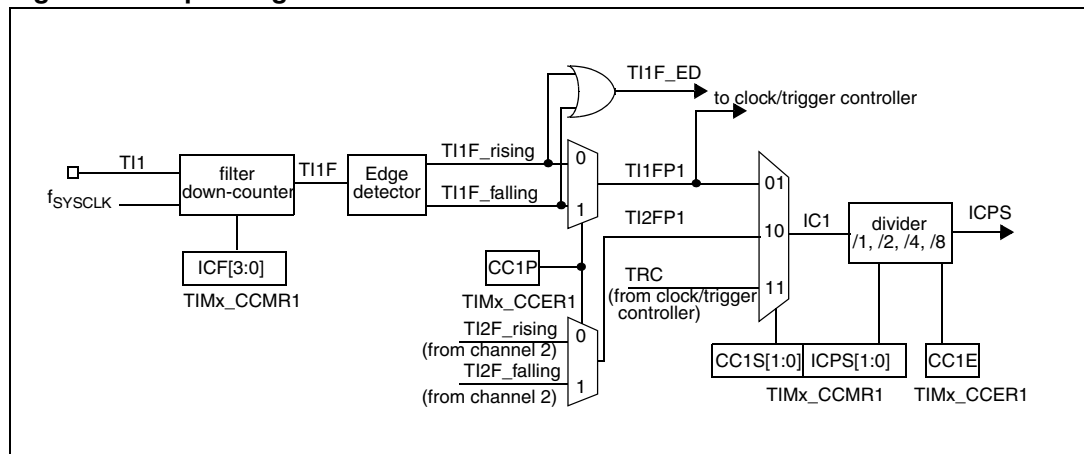 TI1F_ED
to clock/trigger controller
TI1
filter
down-counter
fSYSCLK
TI1F
Edge
detector
TI1F_rising
TI1F_falling
0
1
TI1FP1
TI2FP1
01
10
11
IC1
divider
/1, /2, /4, /8
ICPS
ICF[3:0]
TIMx_CCMR1
CC1P
TIMx_CCER1
TRC
(from clock/trigger
controller)
TI2F_rising
(from channel 2)
TI2F_falling
(from channel 2)
0
1
CC1S[1:0]
ICPS[1:0]
TIMx_CCMR1
CC1E
TIMx_CCER1